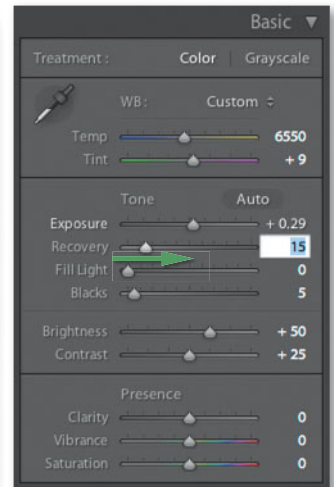 Basic ▼
Treatment : Color | Grayscale
WB : Custom
Temp 6550
Tint + 9
Tone Auto
Exposure + 0.29
Recovery 15
Fill Light 0
Blacks 5
Brightness + 50
Contrast + 25
Presence
Clarity 0
Vibrance 0
Saturation 0